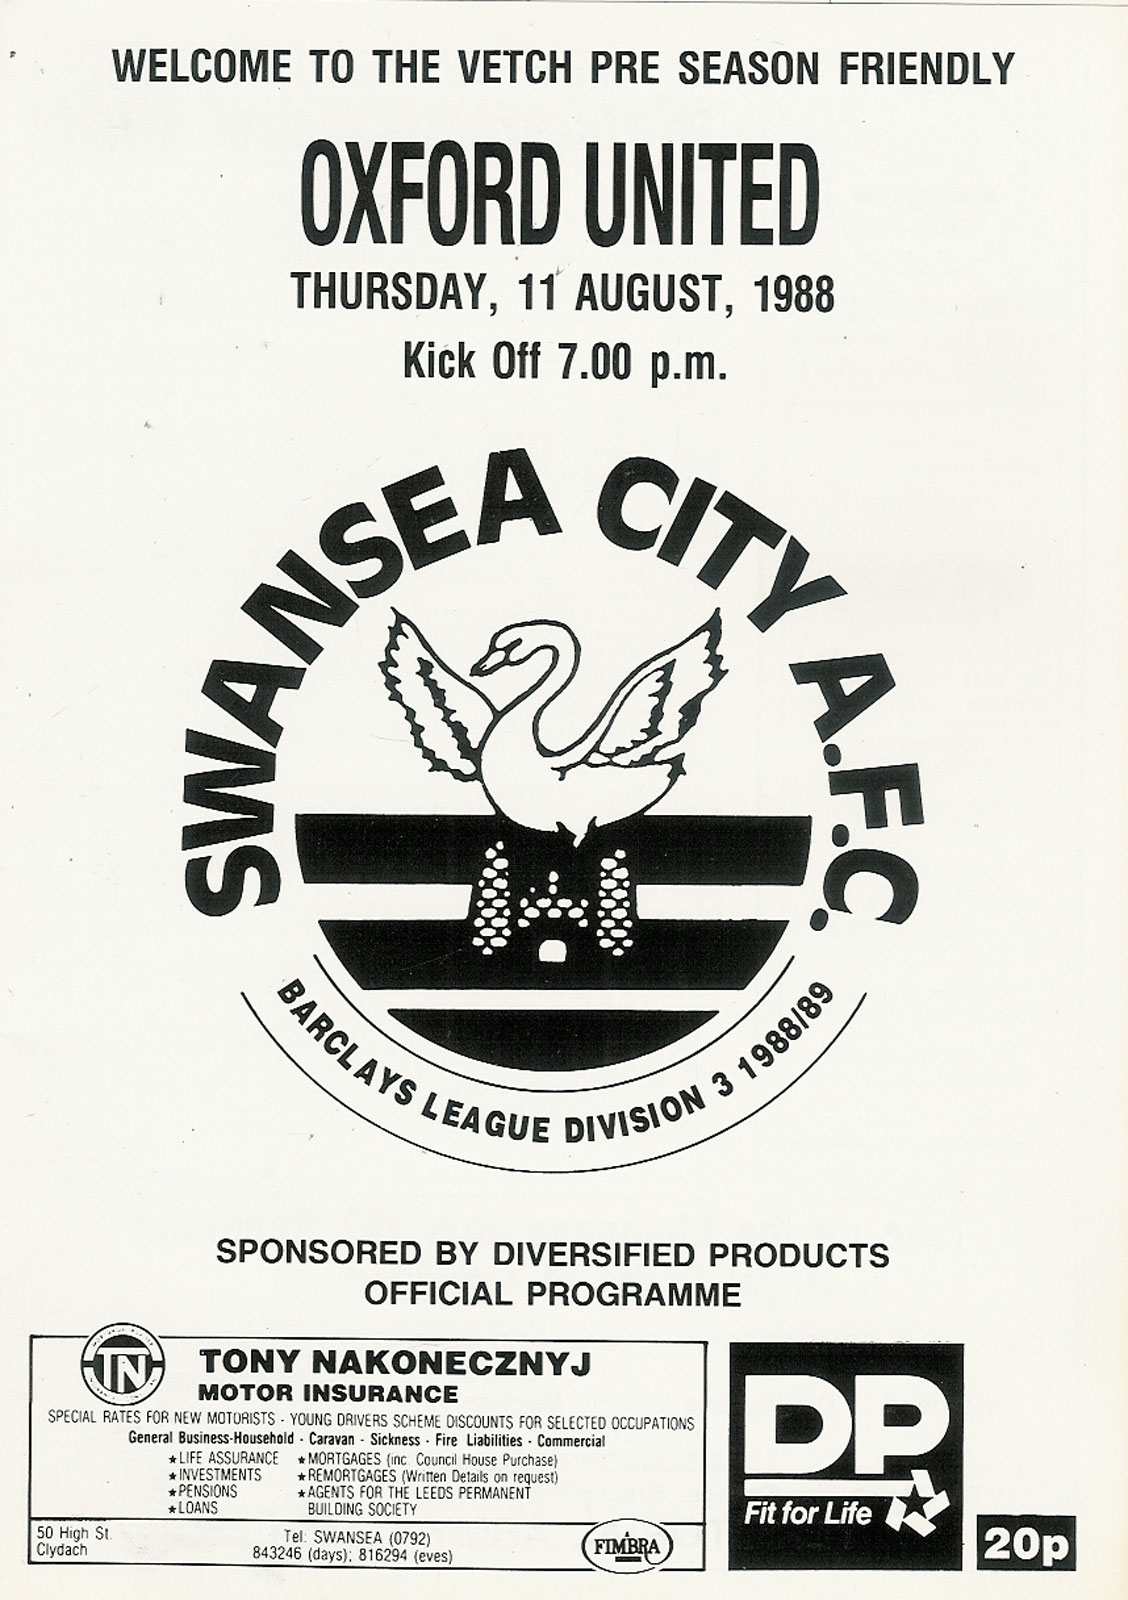 WELCOME TO THE VETCH PRE SEASON FRIENDLY
OXFORD UNITED
THURSDAY, 11 AUGUST, 1988
Kick Off 7.00 p.m.
SWANSEA CITY A.F.C.
BARCLAYS LEAGUE DIVISION 3 1988/89
SPONSORED BY DIVERSIFIED PRODUCTS
OFFICIAL PROGRAMME
TN
TONY NAKONECZNYJ
MOTOR INSURANCE
SPECIAL RATES FOR NEW MOTORISTS - YOUNG DRIVERS SCHEME DISCOUNTS FOR SELECTED OCCUPATIONS
General Business-Household - Caravan - Sickness - Fire Liabilities - Commercial
★LIFE ASSURANCE ★MORTGAGES (inc. Council House Purchase)
★INVESTMENTS ★REMORTGAGES (Written Details on request)
★PENSIONS ★AGENTS FOR THE LEEDS PERMANENT
★LOANS BUILDING SOCIETY
50 High St.
Clydach
Tel: SWANSEA (0792)
843246 (days); 816294 (eves)
FIMBRA
DP
Fit for Life
20p